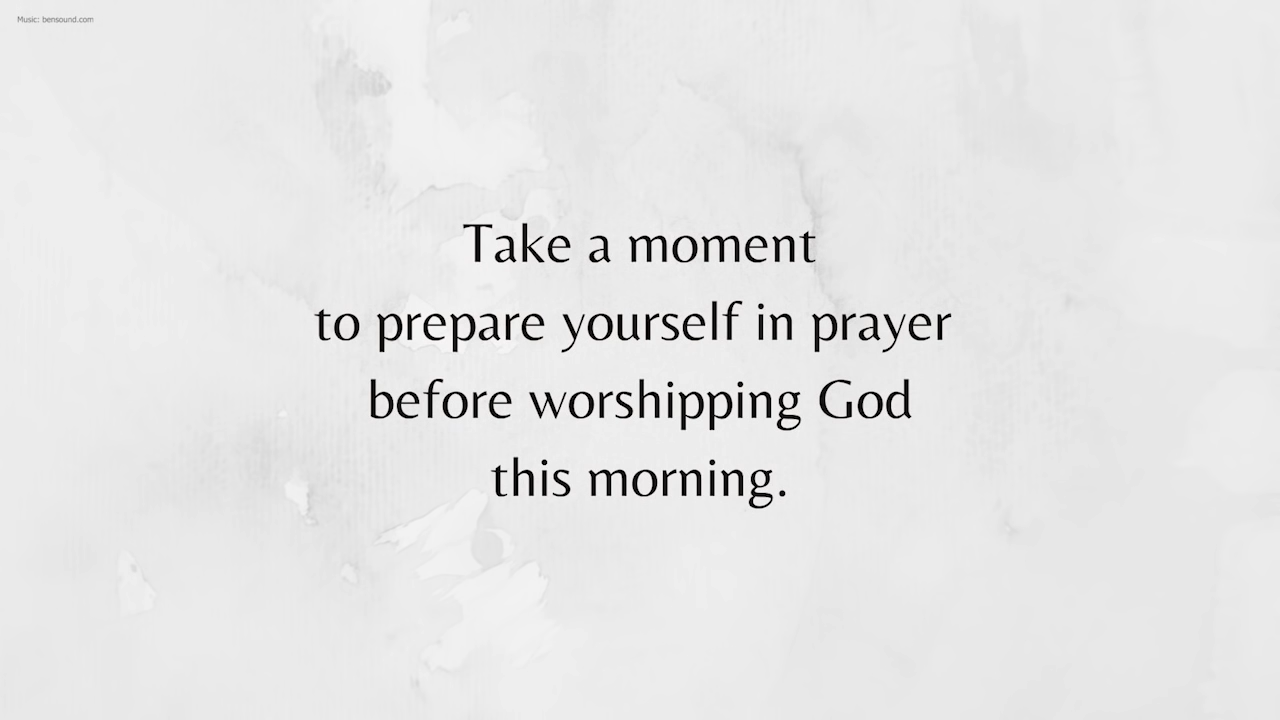 Music: bensound.com
Take a moment
to prepare yourself in prayer
before worshipping God
this morning.